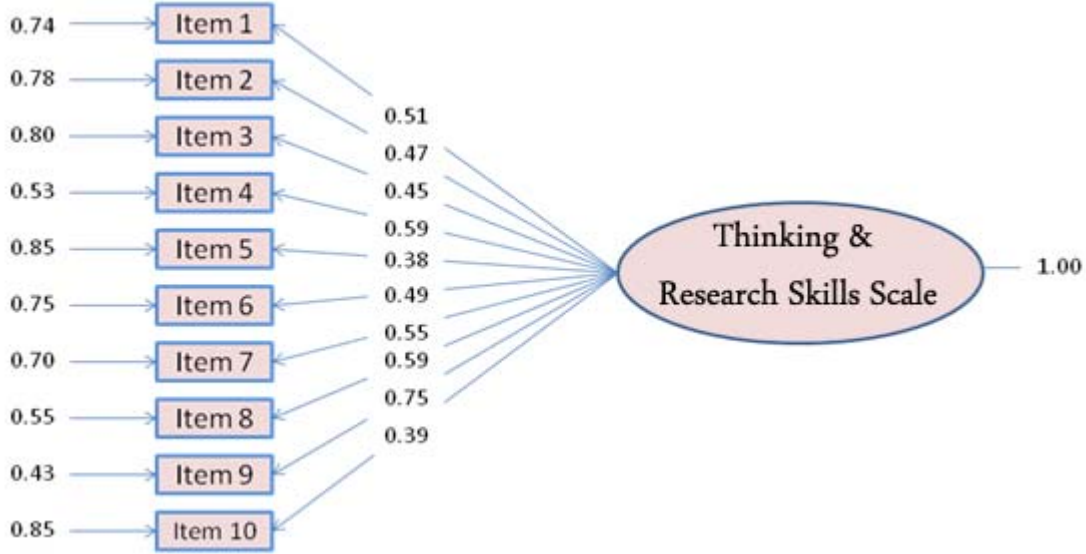 0.74
Item 1
0.78
Item 2
0.80
Item 3
0.53
Item 4
0.85
Item 5
0.75
Item 6
0.70
Item 7
0.55
Item 8
0.43
Item 9
0.85
Item 10
0.51
0.47
0.45
0.59
0.38
0.49
0.55
0.59
0.75
0.39
Thinking &
Research Skills Scale
1.00